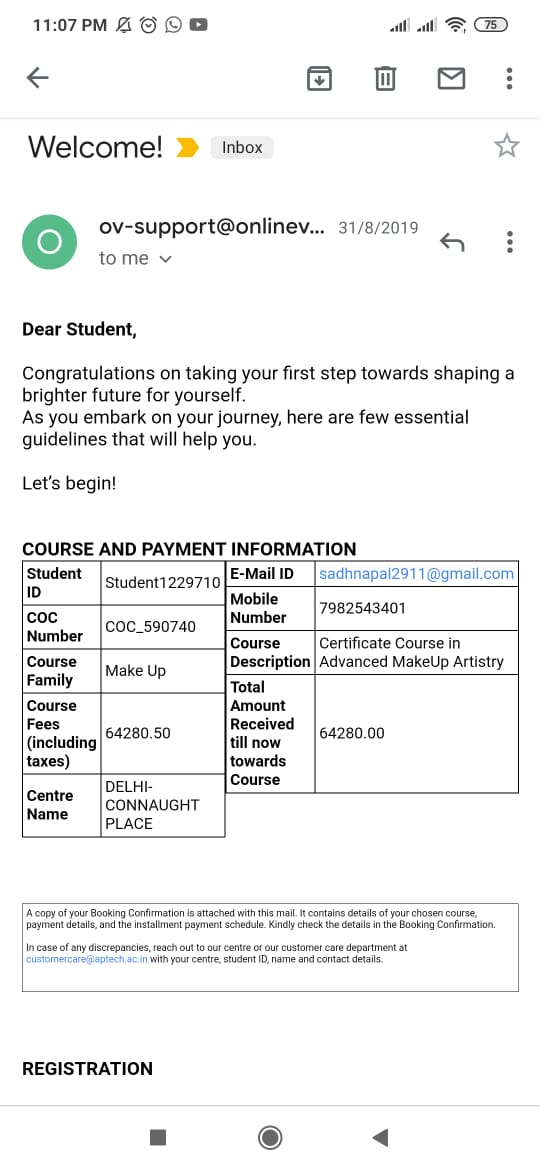 11:07 PM
75
Welcome!
Inbox
O
ov-support@onlinev...
31/8/2019
to me
Dear Student,
Congratulations on taking your first step towards shaping a
brighter future for yourself.
As you embark on your journey, here are few essential
guidelines that will help you.
Let's begin!
COURSE AND PAYMENT INFORMATION
Student
ID
Student1229710
COC
Number
COC_590740
Course
Family
Make Up
Course
Fees
(including
taxes)
64280.50
Centre
Name
DELHI-
CONNAUGHT
PLACE
E-Mail ID
sadhnapal2911@gmail.com
Mobile
Number
7982543401
Course
Description
Certificate Course in
Advanced MakeUp Artistry
Total
Amount
Received
till now
towards
Course
64280.00
A copy of your Booking Confirmation is attached with this mail. It contains details of your chosen course,
payment details, and the installment payment schedule. Kindly check the details in the Booking Confirmation.
In case of any discrepancies, reach out to our centre or our customer care department at
customercare@aptech.ac.in with your centre, student ID, name and contact details.
REGISTRATION